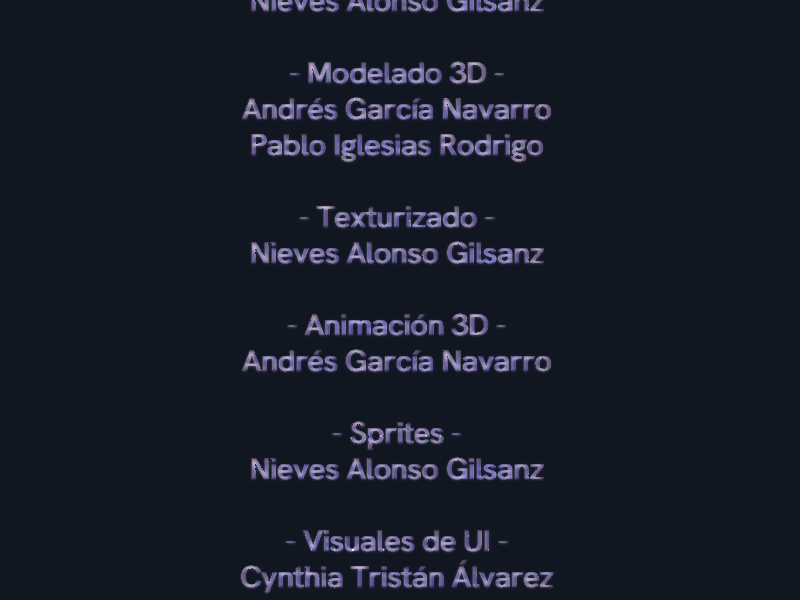 Nieves Alonso Gilsanz
- Modelado 3D -
Andrés García Navarro
Pablo Iglesias Rodrigo
- Texturizado -
Nieves Alonso Gilsanz
- Animación 3D -
Andrés García Navarro
- Sprites -
Nieves Alonso Gilsanz
- Visuales de UI -
Cynthia Tristán Álvarez